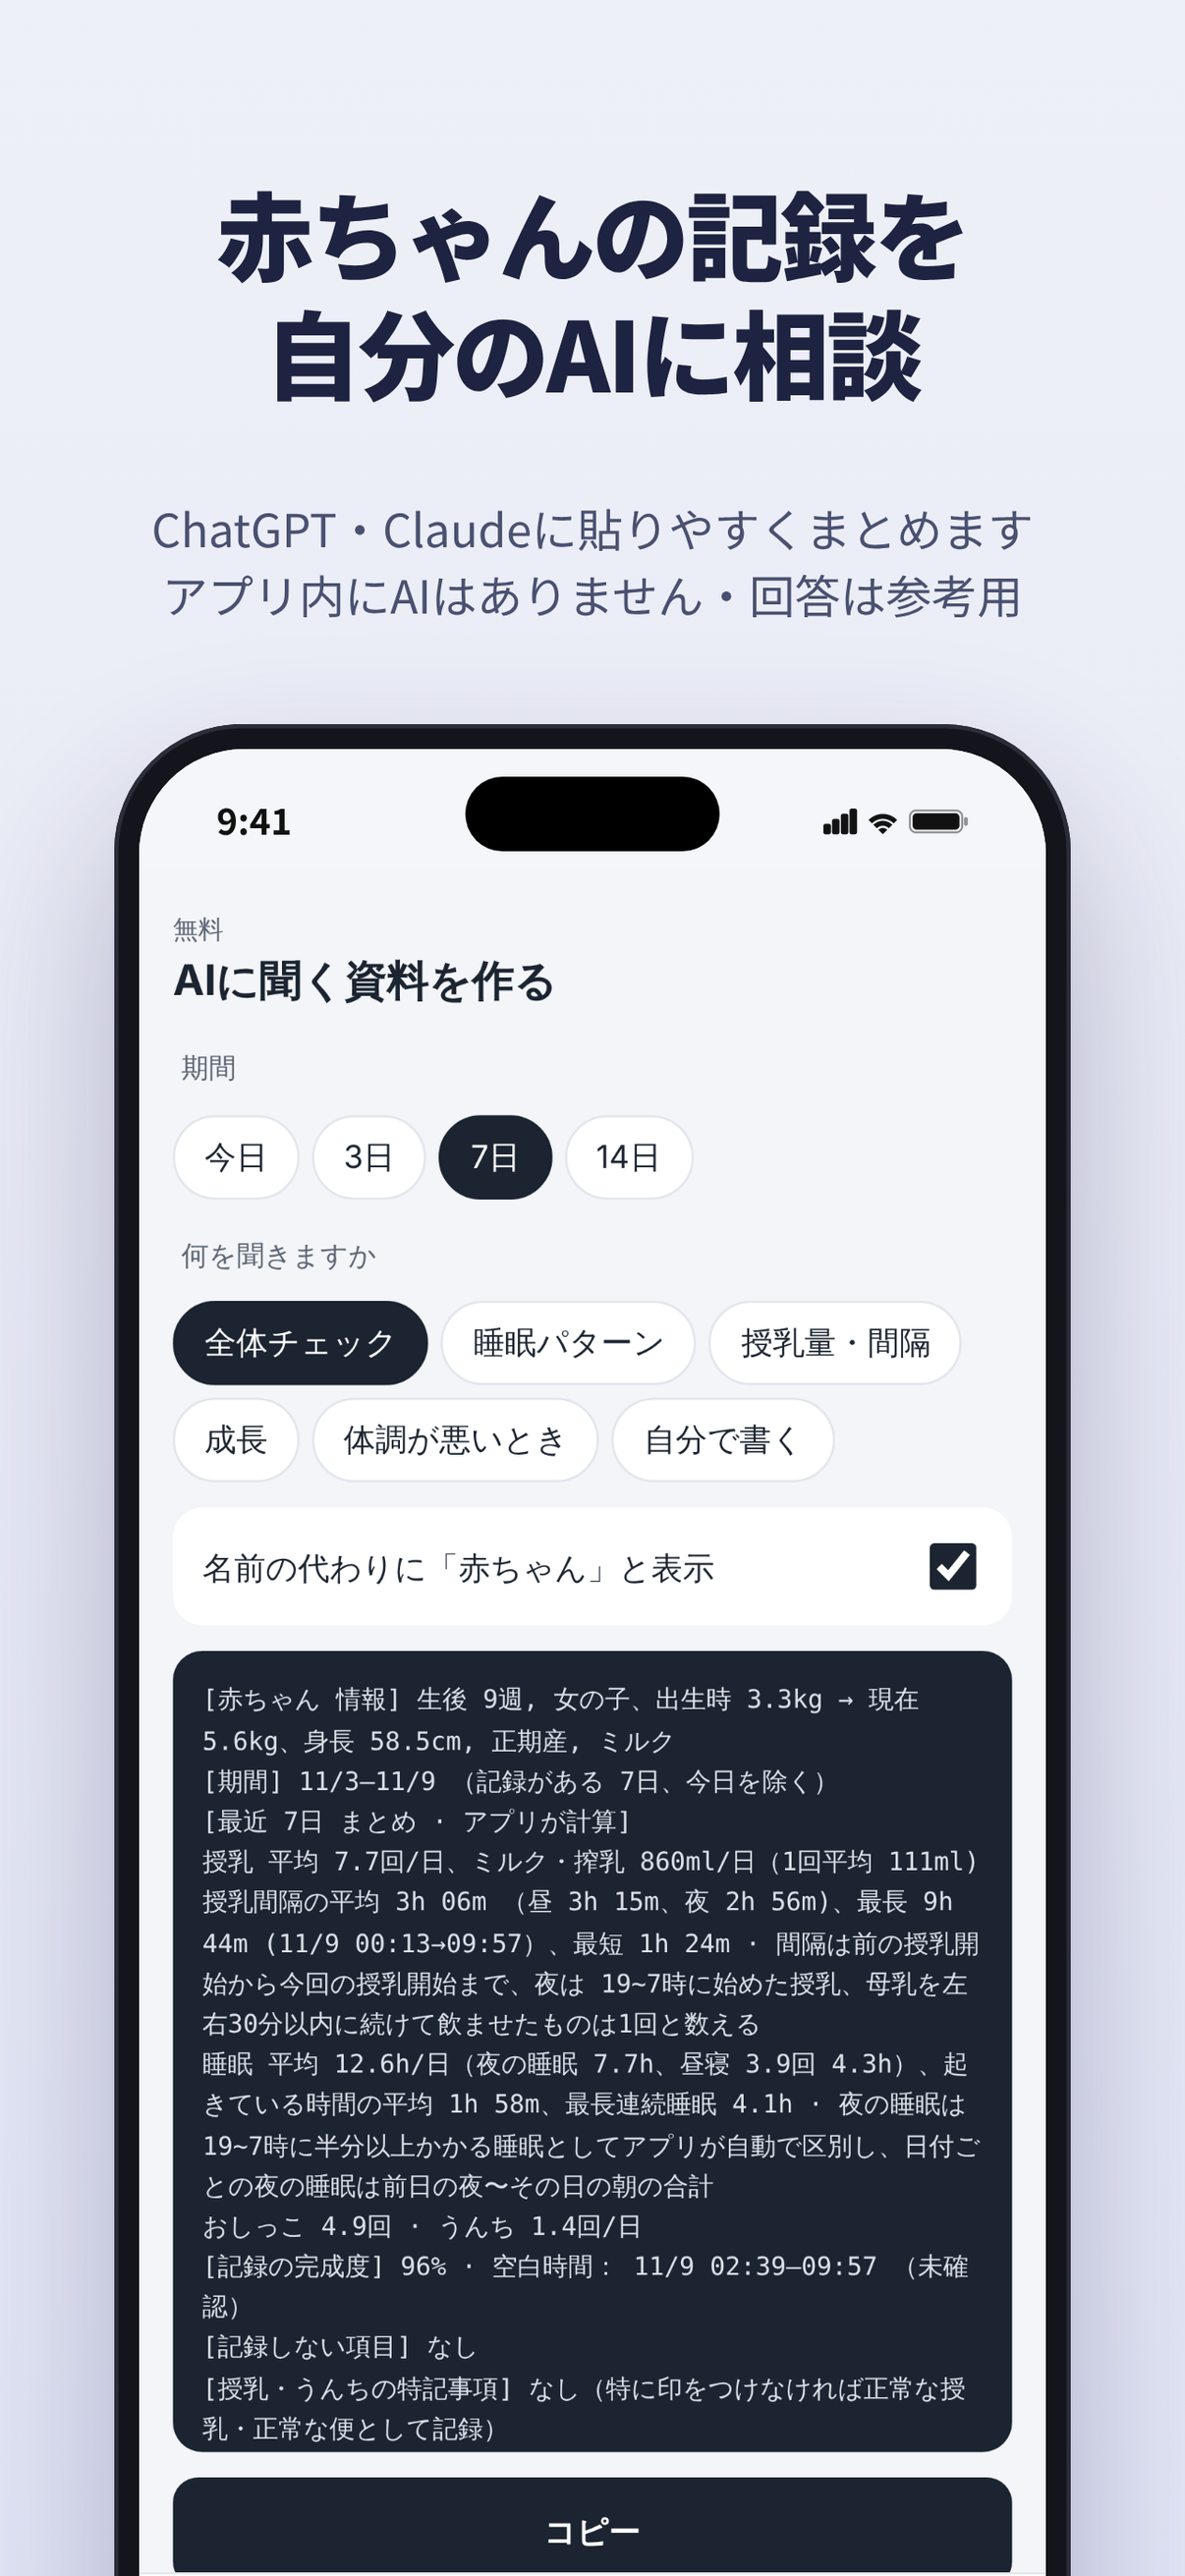 赤ちゃんの記録を
自分のAIに相談
ChatGPT・Claudeに貼りやすくまとめます
アプリ内にAIはありません・回答は参考用
9:41
無料
AIに聞く資料を作る
期間
今日 3日 7日 14日
何を聞きますか
全体チェック 睡眠パターン 授乳量・間隔
成長 体調が悪いとき 自分で書く
名前の代わりに「赤ちゃん」と表示
[赤ちゃん 情報] 生後 9週, 女の子、出生時 3.3kg → 現在
5.6kg、身長 58.5cm, 正期産, ミルク
[期間] 11/3–11/9 （記録がある 7日、今日を除く）
[最近 7日 まとめ · アプリが計算]
授乳 平均 7.7回/日、ミルク・搾乳 860ml/日（1回平均 111ml)
授乳間隔の平均 3h 06m （昼 3h 15m、夜 2h 56m)、最長 9h
44m (11/9 00:13→09:57）、最短 1h 24m · 間隔は前の授乳開
始から今回の授乳開始まで、夜は 19~7時に始めた授乳、母乳を左
右30分以内に続けて飲ませたものは1回と数える
睡眠 平均 12.6h/日（夜の睡眠 7.7h、昼寝 3.9回 4.3h）、起
きている時間の平均 1h 58m、最長連続睡眠 4.1h · 夜の睡眠は
19~7時に半分以上かかる睡眠としてアプリが自動で区別し、日付ご
との夜の睡眠は前日の夜〜その日の朝の合計
おしっこ 4.9回 · うんち 1.4回/日
[記録の完成度] 96% · 空白時間： 11/9 02:39–09:57 （未確
認）
[記録しない項目] なし
[授乳・うんちの特記事項] なし（特に印をつけなければ正常な授
乳・正常な便として記録）
コピー